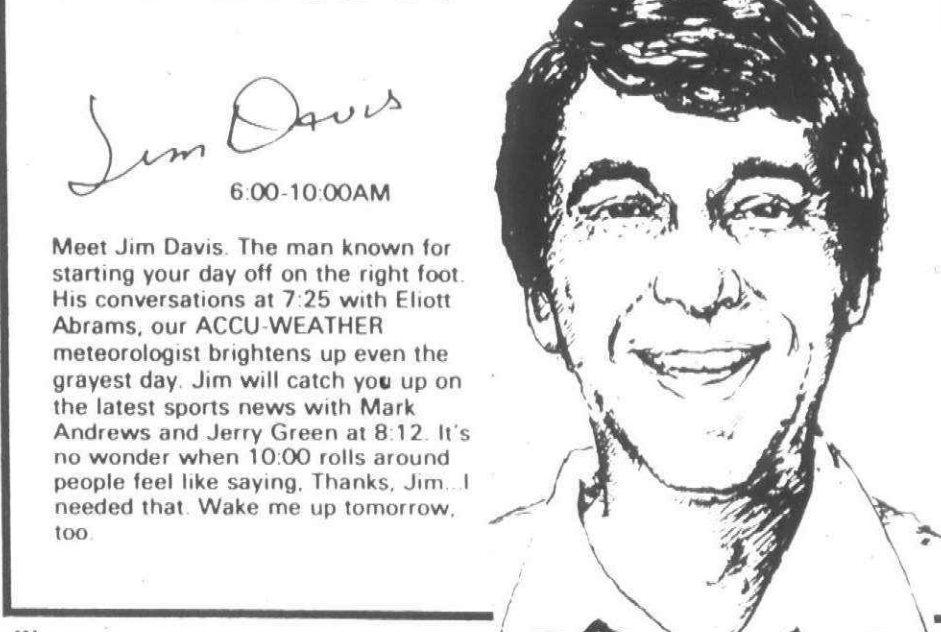 Jim Davis
6:00-10:00AM
Meet Jim Davis. The man known for
starting your day off on the right foot.
His conversations at 7:25 with Eliott
Abrams, our ACCU-WEATHER
meteorologist brightens up even the
grayest day. Jim will catch you up on
the latest sports news with Mark
Andrews and Jerry Green at 8:12. It's
no wonder when 10:00 rolls around
people feel like saying, Thanks, Jim...I
needed that. Wake me up tomorrow,
too.